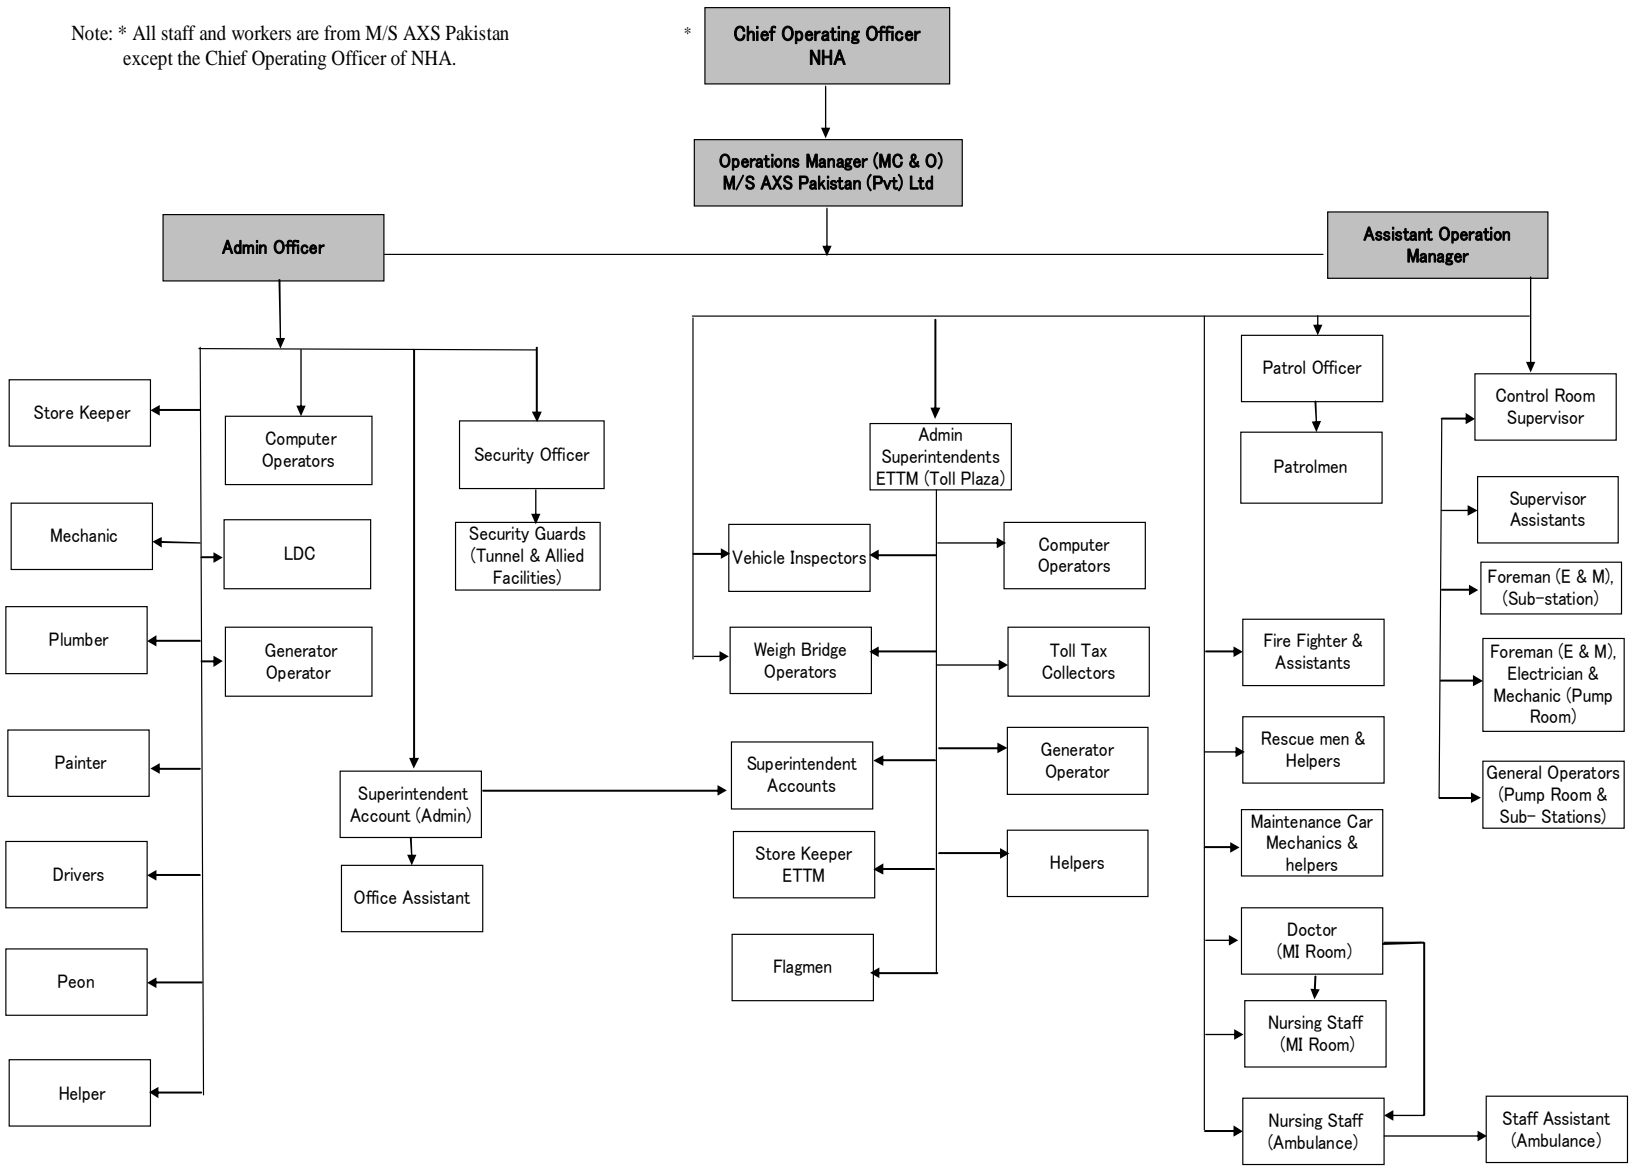 Note: * All staff and workers are from M/S AXS Pakistan
except the Chief Operating Officer of NHA.
*
Chief Operating Officer
NHA
Operations Manager (MC & O)
M/S AXS Pakistan (Pvt) Ltd
Admin Officer
Assistant Operation
Manager
Store Keeper
Mechanic
Plumber
Painter
Drivers
Peon
Helper
Computer
Operators
LDC
Generator
Operator
Security Officer
Security Guards
(Tunnel & Allied
Facilities)
Superintendent
Account (Admin)
Office Assistant
Admin
Superintendents
ETTM (Toll Plaza)
Vehicle Inspectors
Weigh Bridge
Operators
Superintendent
Accounts
Store Keeper
ETTM
Flagmen
Computer
Operators
Toll Tax
Collectors
Generator
Operator
Helpers
Patrol Officer
Patrolmen
Fire Fighter &
Assistants
Rescue men &
Helpers
Maintenance Car
Mechanics &
helpers
Doctor
(MI Room)
Nursing Staff
(MI Room)
Nursing Staff
(Ambulance)
Control Room
Supervisor
Supervisor
Assistants
Foreman (E & M),
(Sub-station)
Foreman (E & M),
Electrician &
Mechanic (Pump
Room)
General Operators
(Pump Room &
Sub- Stations)
Staff Assistant
(Ambulance)